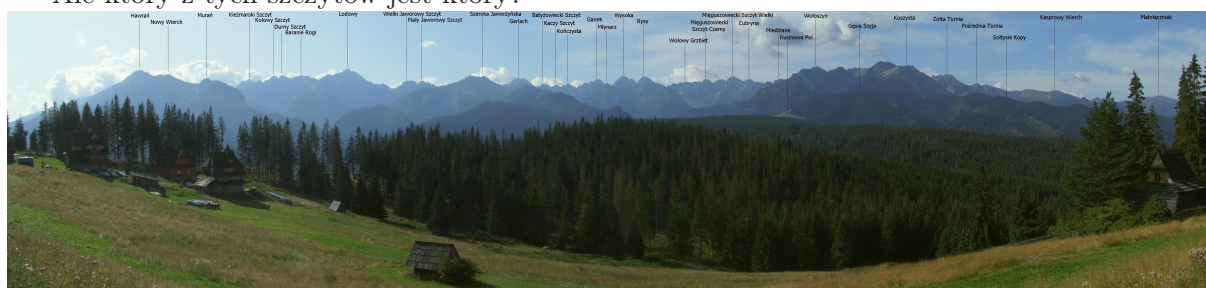 Ale który z tych szczytów jest który?
Hawrań
Nowy Wierch
Murań
Kieżmarski Szczyt
Kołowy Szczyt
Durny Szczyt
Baranie Rogi
Lodowy
Wielki Jaworowy Szczyt
Mały Jaworowy Szczyt
Szeroka Jaworzyńska
Gerlach
Batyżowiecki Szczyt
Kaczy Szczyt
Kończysta
Ganek
Młynarz
Wysoka
Rysy
Wołowy Grzbiet
Mięguszowiecki
Szczyt Czarny
Mięguszowiecki Szczyt Wielki
Cubryna
Miedziane
Rusinowa Pol.
Wołoszyn
Gęsia Szyja
Koszysta
Żółta Turnia
Pośrednia Turnia
Sołtysie Kopy
Kasprowy Wierch
Małołączniak